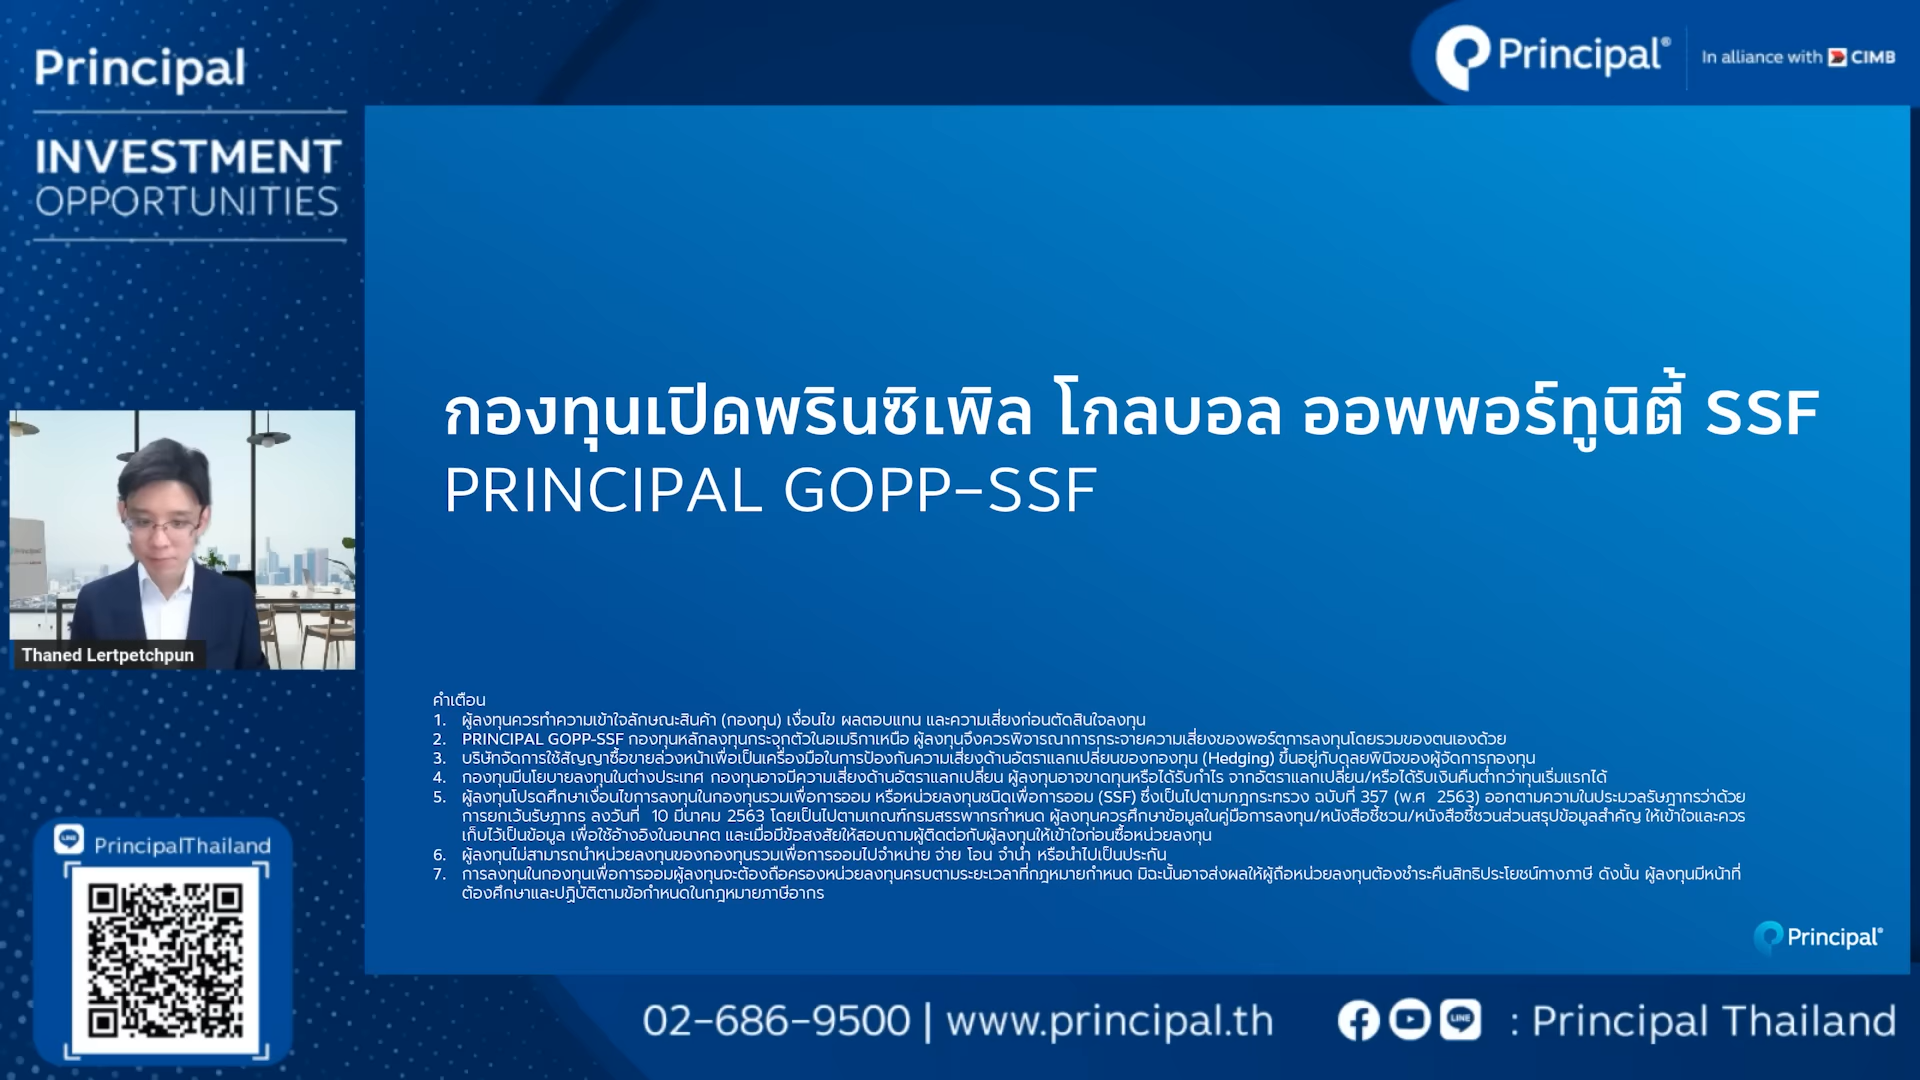 Principal
INVESTMENT
OPPORTUNITIES
Principal®
In alliance with CIMB
กองทุนเปิดพรินซิเพิล โกลบอล ออพพอร์ทูนิตี้ SSF
PRINCIPAL GOPP-SSF
Thaned Lertpetchpun
คำเตือน
1. ผู้ลงทุนควรทำความเข้าใจลักษณะสินค้า (กองทุน) เงื่อนไข ผลตอบแทน และความเสี่ยงก่อนตัดสินใจลงทุน
2. PRINCIPAL GOPP-SSF กองทุนหลักลงทุนกระจุกตัวในอเมริกาเหนือ ผู้ลงทุนจึงควรพิจารณาการกระจายความเสี่ยงของพอร์ตการลงทุนโดยรวมของตนเองด้วย
3. บริษัทจัดการใช้สัญญาซื้อขายล่วงหน้าเพื่อเป็นเครื่องมือในการป้องกันความเสี่ยงด้านอัตราแลกเปลี่ยนของกองทุน (Hedging) ขึ้นอยู่กับดุลยพินิจของผู้จัดการกองทุน
4. กองทุนมีนโยบายลงทุนในต่างประเทศ กองทุนอาจมีความเสี่ยงด้านอัตราแลกเปลี่ยน ผู้ลงทุนอาจขาดทุนหรือได้รับกำไร จากอัตราแลกเปลี่ยน/หรือได้รับเงินคืนต่ำกว่าทุนเริ่มแรกได้
5. ผู้ลงทุนโปรดศึกษาเงื่อนไขการลงทุนในกองทุนรวมเพื่อการออม หรือหน่วยลงทุนชนิดเพื่อการออม (SSF) ซึ่งเป็นไปตามกฎกระทรวง ฉบับที่ 357 (พ.ศ 2563) ออกตามความในประมวลรัษฎากรว่าด้วย
การยกเว้นรัษฎากร ลงวันที่ 10 มีนาคม 2563 โดยเป็นไปตามเกณฑ์กรมสรรพากรกำหนด ผู้ลงทุนควรศึกษาข้อมูลในคู่มือการลงทุน/หนังสือชี้ชวน/หนังสือชี้ชวนส่วนสรุปข้อมูลสำคัญ ให้เข้าใจและควร
เก็บไว้เป็นข้อมูล เพื่อใช้อ้างอิงในอนาคต และเมื่อมีข้อสงสัยให้สอบถามผู้ติดต่อกับผู้ลงทุนให้เข้าใจก่อนซื้อหน่วยลงทุน
6. ผู้ลงทุนไม่สามารถนำหน่วยลงทุนของกองทุนรวมเพื่อการออมไปจำหน่าย จ่าย โอน จำนำ หรือนำไปเป็นประกัน
7. การลงทุนในกองทุนเพื่อการออมผู้ลงทุนจะต้องถือครองหน่วยลงทุนครบตามระยะเวลาที่กฎหมายกำหนด มิฉะนั้นอาจส่งผลให้ผู้ถือหน่วยลงทุนต้องชำระคืนสิทธิประโยชน์ทางภาษี ดังนั้น ผู้ลงทุนมีหน้าที่
ต้องศึกษาและปฏิบัติตามข้อกำหนดในกฎหมายภาษีอากร
Principal®
LINE PrincipalThailand
02-686-9500 | www.principal.th
LINE : Principal Thailand